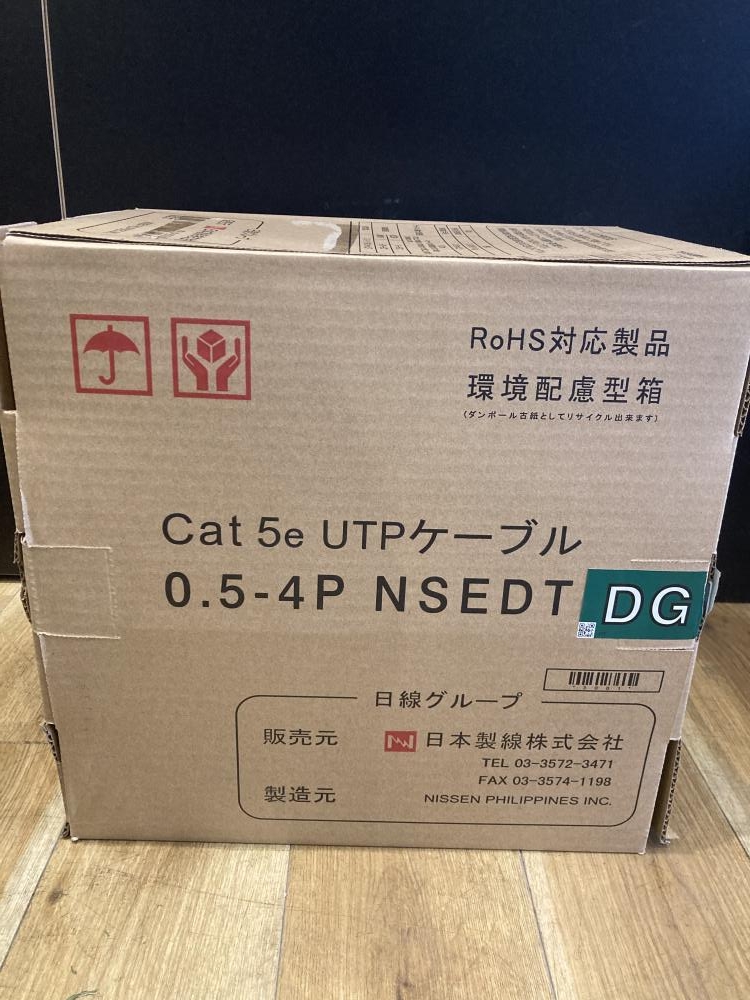 RoHS対応製品
環境配慮型箱
(ダンボール古紙としてリサイクル出来ます)
Cat 5e UTPケーブル
0.5-4P NSEDT DG
日線グループ
販売元 日本製線株式会社
TEL 03-3572-3471
FAX 03-3574-1198
製造元 NISSEN PHILIPPINES INC.